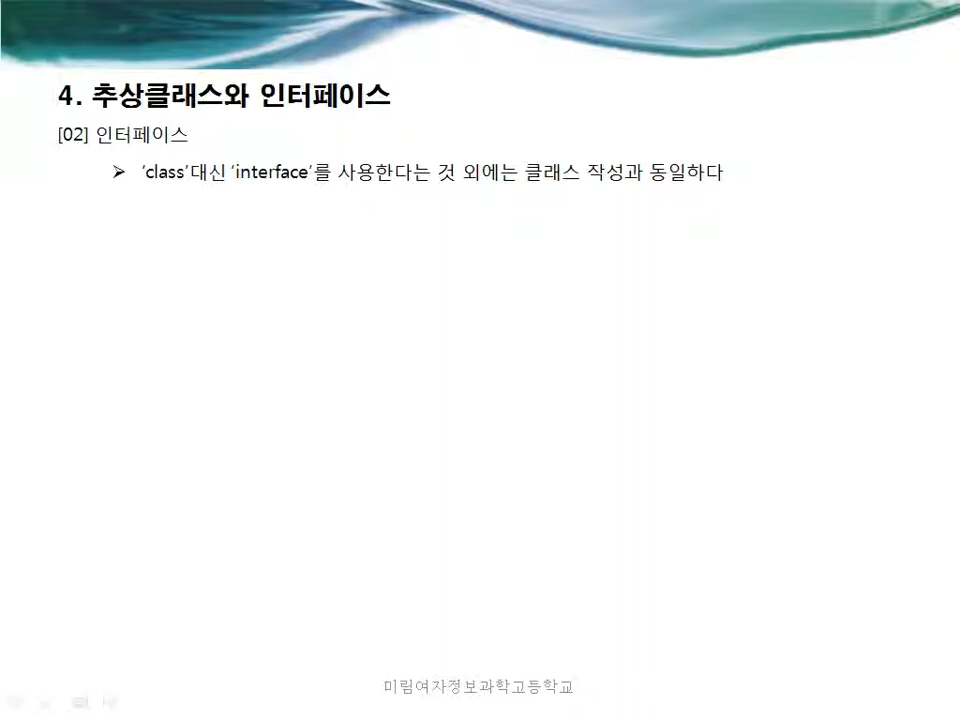 4. 추상클래스와 인터페이스
[02] 인터페이스
➢ 'class'대신 'interface'를 사용한다는 것 외에는 클래스 작성과 동일하다
미림여자정보과학고등학교